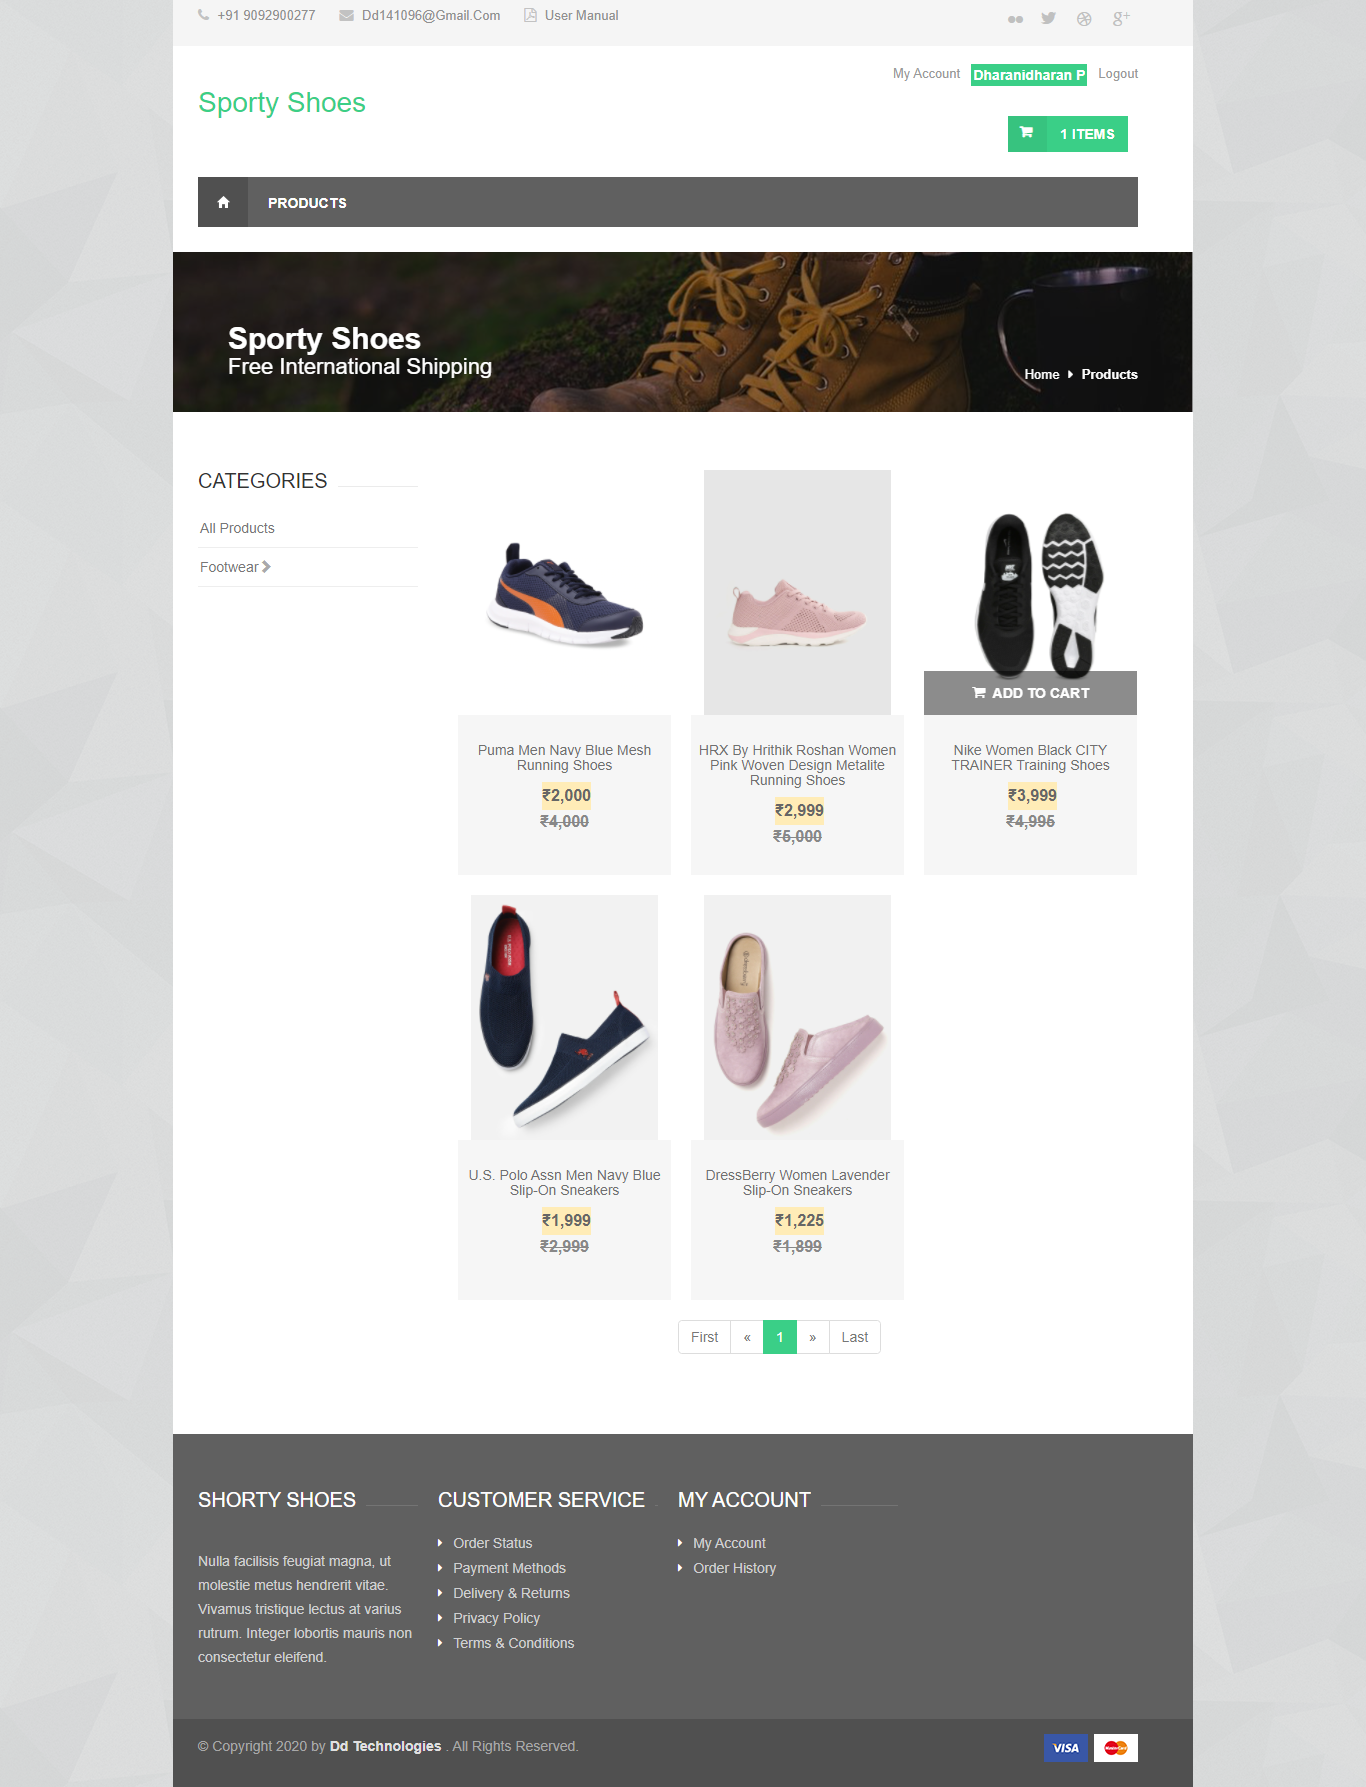 +91 9092900277 Dd141096@Gmail.Com User Manual
My Account Dharanidharan P Logout
Sporty Shoes
1 ITEMS
PRODUCTS
Sporty Shoes
Free International Shipping
Home Products
CATEGORIES
All Products
Footwear
ADD TO CART
Puma Men Navy Blue Mesh
Running Shoes
₹2,000
₹4,000
HRX By Hrithik Roshan Women
Pink Woven Design Metalite
Running Shoes
₹2,999
₹5,000
Nike Women Black CITY
TRAINER Training Shoes
₹3,999
₹4,995
U.S. Polo Assn Men Navy Blue
Slip-On Sneakers
₹1,999
₹2,999
DressBerry Women Lavender
Slip-On Sneakers
₹1,225
₹1,899
First « 1 » Last
SHORTY SHOES
Nulla facilisis feugiat magna, ut
molestie metus hendrerit vitae.
Vivamus tristique lectus at varius
rutrum. Integer lobortis mauris non
consectetur eleifend.
CUSTOMER SERVICE
Order Status
Payment Methods
Delivery & Returns
Privacy Policy
Terms & Conditions
MY ACCOUNT
My Account
Order History
© Copyright 2020 by Dd Technologies . All Rights Reserved.
VISA